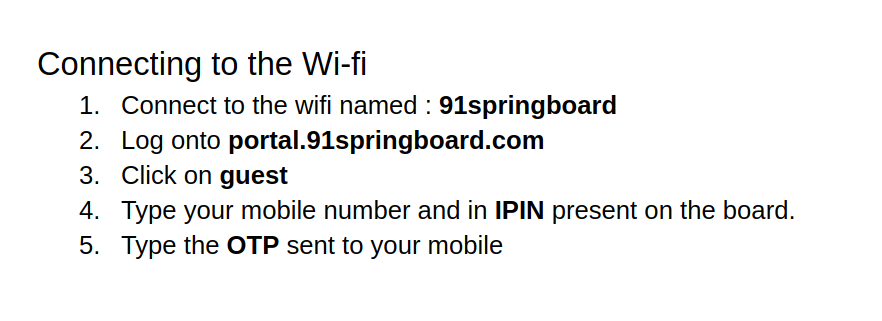 Connecting to the Wi-fi
1. Connect to the wifi named : 91springboard
2. Log onto portal.91springboard.com
3. Click on guest
4. Type your mobile number and in IPIN present on the board.
5. Type the OTP sent to your mobile